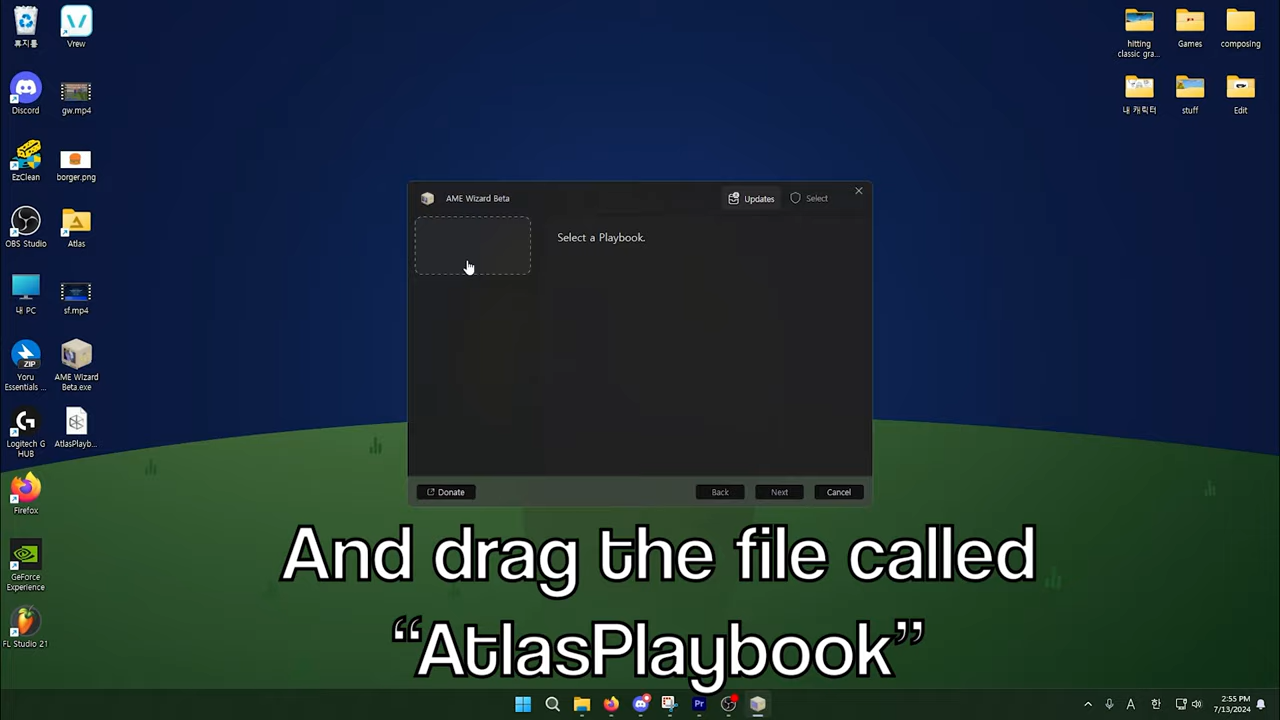 휴지통
Vrew
Discord
gw.mp4
EzClean
borger.png
OBS Studio
Atlas
내 PC
sf.mp4
ZIP
Yoru
Essentials ...
AME Wizard
Beta.exe
Logitech G
HUB
AtlasPlayb...
Firefox
GeForce
Experience
FL Studio 21
hitting
classic gra...
Games
composing
내 캐릭터
stuff
Edit
AME Wizard Beta
Updates
Select
Select a Playbook.
Donate
Back
Next
Cancel
And drag the file called
“AtlasPlaybook”
Pr
A
한
2:55 PM
7/13/2024